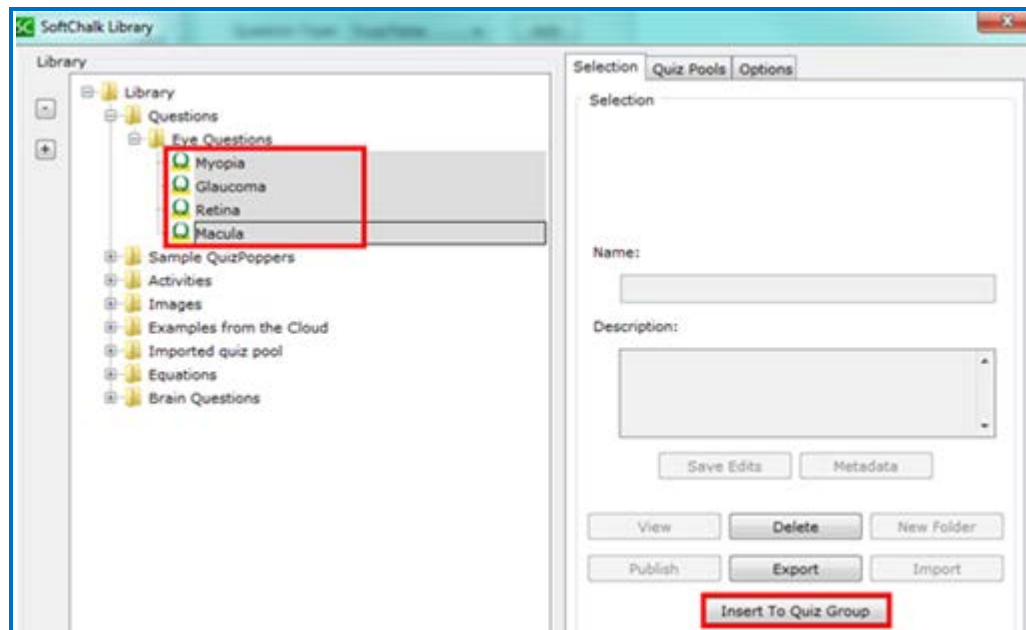 SC SoftChalk Library
Library
Library
Questions
Eye Questions
Myopia
Glaucoma
Retina
Macula
Sample QuizPoppers
Activities
Images
Examples from the Cloud
Imported quiz pool
Equations
Brain Questions
Selection Quiz Pools Options
Selection
Name:
Description:
Save Edits Metadata
View Delete New Folder
Publish Export Import
Insert To Quiz Group